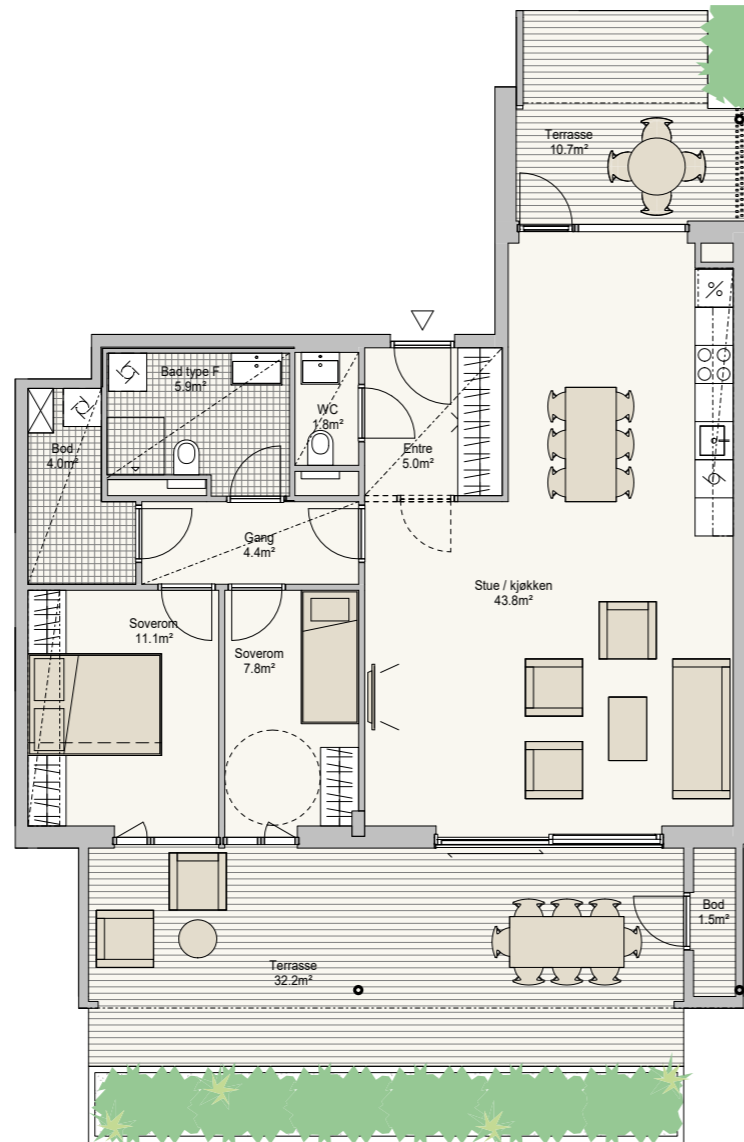 Terrasse
10.7m²
Bad type F
5.9m²
WC
1.8m²
Entre
5.0m²
Bod
4.0m²
Gang
4.4m²
Stue / kjøkken
43.8m²
Soverom
11.1m²
Soverom
7.8m²
Bod
1.5m²
Terrasse
32.2m²